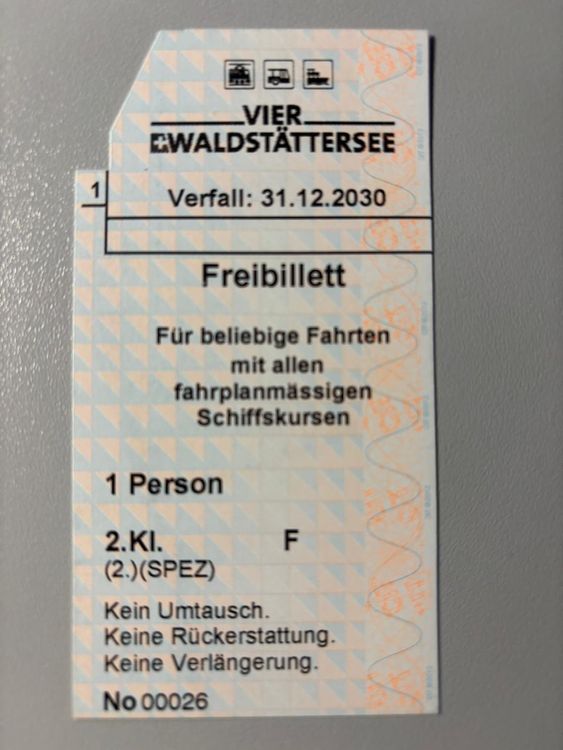 VIER
WALDSTÄTTERSEE
1
Verfall: 31.12.2030
Freibillett
Für beliebige Fahrten
mit allen
fahrplanmässigen
Schiffskursen
1 Person
2.Kl. F
(2.)(SPEZ)
Kein Umtausch.
Keine Rückerstattung.
Keine Verlängerung.
No 00026